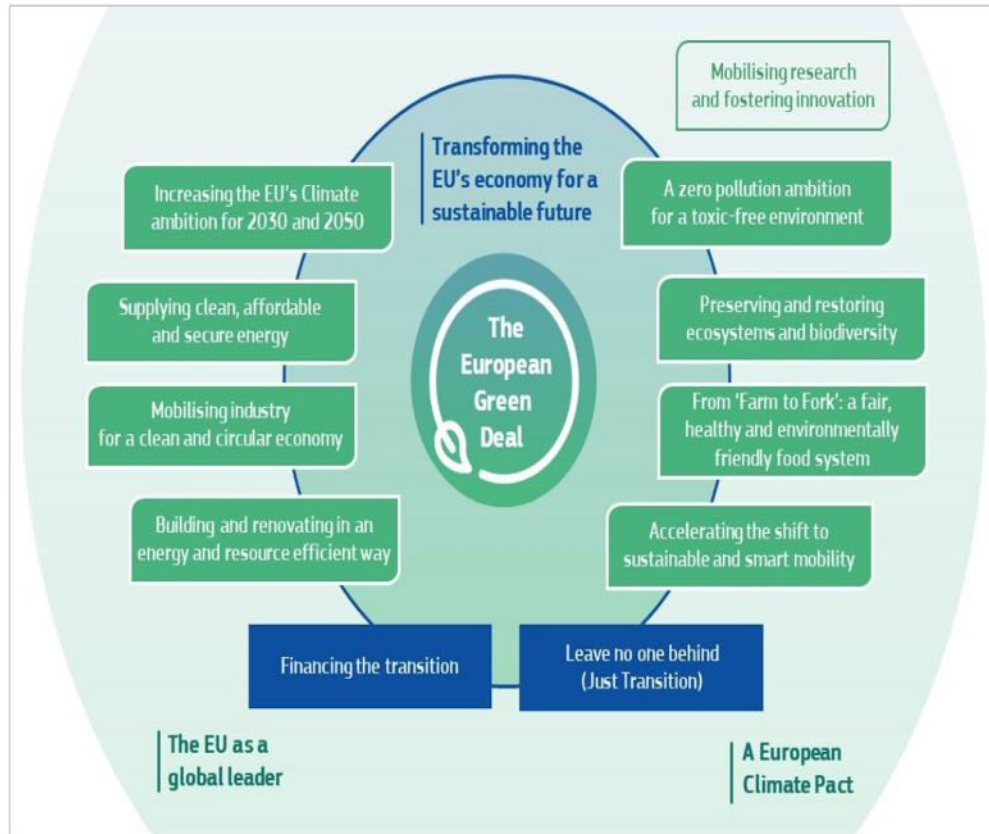 Mobilising research
and fostering innovation
Transforming the
EU's economy for a
sustainable future
Increasing the EU's Climate
ambition for 2030 and 2050
A zero pollution ambition
for a toxic-free environment
Supplying clean, affordable
and secure energy
Preserving and restoring
ecosystems and biodiversity
The
European
Green
Deal
Mobilising industry
for a clean and circular economy
From ‘Farm to Fork’: a fair,
healthy and environmentally
friendly food system
Building and renovating in an
energy and resource efficient way
Accelerating the shift to
sustainable and smart mobility
Financing the transition
Leave no one behind
(Just Transition)
The EU as a
global leader
A European
Climate Pact